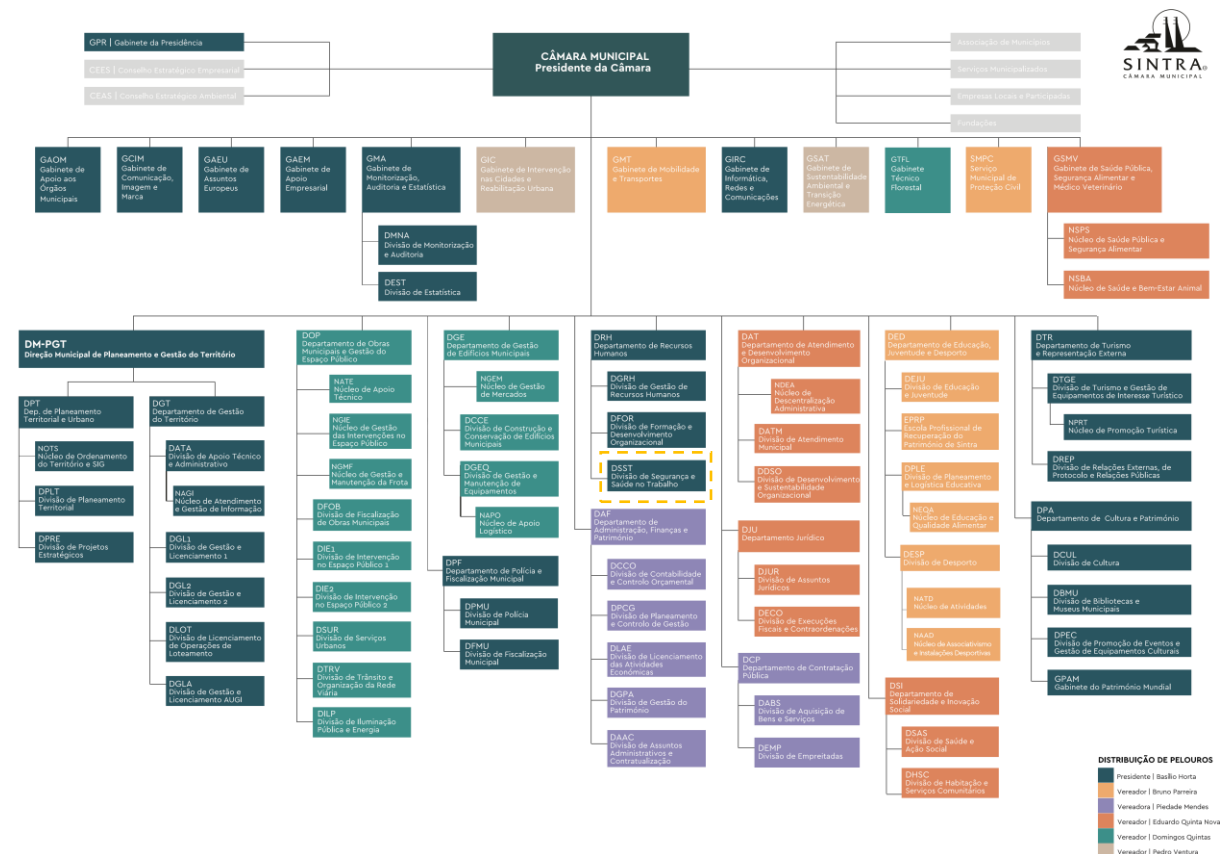 GPR | Gabinete da Presidência
CEES | Conselho Estratégico Empresarial
CEAS | Conselho Estratégico Ambiental
CÂMARA MUNICIPAL
Presidente da Câmara
Associação de Municípios
Serviços Municipalizados
Empresas Locais e Participadas
Fundações
SINTRA
CÂMARA MUNICIPAL
GAOM
Gabinete de
Apoio aos
Órgãos
Municipais
GCIM
Gabinete de
Comunicação,
Imagem e
Marca
GAEU
Gabinete de
Assuntos
Europeus
GAEM
Gabinete de
Apoio
Empresarial
GMA
Gabinete de
Monitorização,
Auditoria e Estatística
DMNA
Divisão de Monitorização
e Auditoria
DEST
Divisão de Estatística
GIC
Gabinete de Intervenção
nas Cidades e
Reabilitação Urbana
GMT
Gabinete de Mobilidade
e Transportes
GIRC
Gabinete de
Informática,
Redes e
Comunicações
GSAT
Gabinete de
Sustentabilidade
Ambiental e
Transição
Energética
GTFL
Gabinete
Técnico
Florestal
SMPC
Serviço
Municipal de
Proteção Civil
GSMV
Gabinete de Saúde Pública,
Segurança Alimentar e
Médico Veterinário
NSPS
Núcleo de Saúde Pública e
Segurança Alimentar
NSBA
Núcleo de Saúde e Bem-Estar Animal
DM-PGT
Direção Municipal de Planeamento e Gestão do Território
DPT
Dep. de Planeamento
Territorial e Urbano
NOTS
Núcleo de Ordenamento
do Território e SIG
DPLT
Divisão de Planeamento
Territorial
DPRE
Divisão de Projetos
Estratégicos
DGT
Departamento de Gestão
do Território
DATA
Divisão de Apoio Técnico
e Administrativo
NAGI
Núcleo de Atendimento
e Gestão de Informação
DGL1
Divisão de Gestão e
Licenciamento 1
DGL2
Divisão de Gestão e
Licenciamento 2
DLOT
Divisão de Licenciamento
de Operações de
Loteamento
DGLA
Divisão de Gestão e
Licenciamento AUGI
DOP
Departamento de Obras
Municipais e Gestão do
Espaço Público
NATE
Núcleo de Apoio
Técnico
NGIE
Núcleo de Gestão
das Intervenções no
Espaço Público
NGMF
Núcleo de Gestão e
Manutenção da Frota
DFOB
Divisão de Fiscalização
de Obras Municipais
DIE1
Divisão de Intervenção
no Espaço Público 1
DIE2
Divisão de Intervenção
no Espaço Público 2
DSUR
Divisão de Serviços
Urbanos
DTRV
Divisão de Trânsito e
Organização da Rede
Viária
DILP
Divisão de Iluminação
Pública e Energia
DGE
Departamento de Gestão
de Edifícios Municipais
NGEM
Núcleo de Gestão
de Mercados
DCCE
Divisão de Construção e
Conservação de Edifícios
Municipais
DGEQ
Divisão de Gestão e
Manutenção de
Equipamentos
NAPO
Núcleo de Apoio
Logístico
DPF
Departamento de Polícia e
Fiscalização Municipal
DPMU
Divisão de Polícia
Municipal
DFMU
Divisão de Fiscalização
Municipal
DRH
Departamento de Recursos
Humanos
DGRH
Divisão de Gestão de
Recursos Humanos
DFOR
Divisão de Formação e
Desenvolvimento
Organizacional
DSST
Divisão de Segurança e
Saúde no Trabalho
DAF
Departamento de
Administração, Finanças e
Património
DCCO
Divisão de Contabilidade
e Controlo Orçamental
DPCG
Divisão de Planeamento
e Controlo de Gestão
DLAE
Divisão de Licenciamento
das Atividades
Económicas
DGPA
Divisão de Gestão do
Património
DAAC
Divisão de Assuntos
Administrativos e
Contratualização
DAT
Departamento de Atendimento
e Desenvolvimento
Organizacional
NDEA
Núcleo de
Descentralização
Administrativa
DATM
Divisão de Atendimento
Municipal
DDSO
Divisão de Desenvolvimento
e Sustentabilidade
Organizacional
DJU
Departamento Jurídico
DJUR
Divisão de Assuntos
Jurídicos
DECO
Divisão de Execuções
Fiscais e Contraordenações
DCP
Departamento de Contratação
Pública
DABS
Divisão de Aquisição de
Bens e Serviços
DEMP
Divisão de Empreitadas
DED
Departamento de Educação,
Juventude e Desporto
DEJU
Divisão de Educação
e Juventude
EPRP
Escola Profissional de
Recuperação do
Património de Sintra
DPLE
Divisão de Planeamento
e Logística Educativa
NEQA
Núcleo de Educação e
Qualidade Alimentar
DESP
Divisão de Desporto
NATD
Núcleo de Atividades
NAAD
Núcleo de Associativismo
e Instalações Desportivas
DSI
Departamento de
Solidariedade e Inovação
Social
DSAS
Divisão de Saúde e
Ação Social
DHSC
Divisão de Habitação e
Serviços Comunitários
DTR
Departamento de Turismo
e Representação Externa
DTGE
Divisão de Turismo e Gestão de
Equipamentos de Interesse Turístico
NPRT
Núcleo de Promoção Turística
DREP
Divisão de Relações Externas, de
Protocolo e Relações Públicas
DPA
Departamento de Cultura e Património
DCUL
Divisão de Cultura
DBMU
Divisão de Bibliotecas e
Museus Municipais
DPEC
Divisão de Promoção de Eventos e
Gestão de Equipamentos Culturais
GPAM
Gabinete do Património Mundial
DISTRIBUIÇÃO DE PELOUROS
Presidente | Basílio Horta
Vereador | Bruno Parreira
Vereadora | Piedade Mendes
Vereador | Eduardo Quinta Nova
Vereador | Domingos Quintas
Vereador | Pedro Ventura